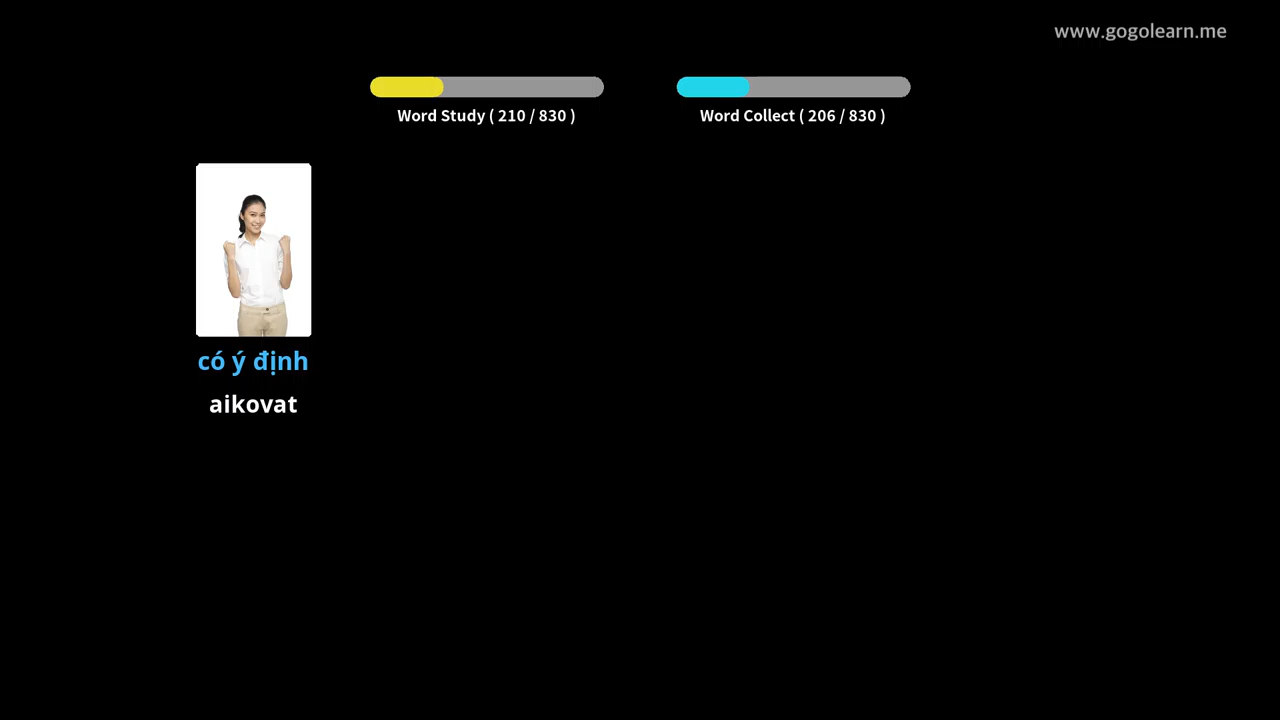 www.gogolearn.me
Word Study ( 210 / 830 )
Word Collect ( 206 / 830 )
có ý định
aikovat